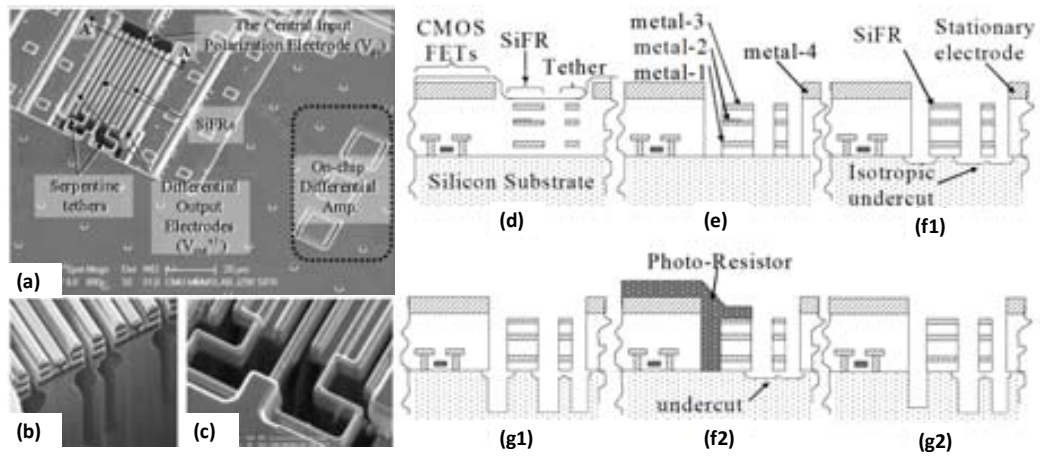 The Central Input
Polarization Electrode (V
A
A
SiFRs
Serpentine
tethers
Differential
Output
Electrodes
On-chip
Differential
Amp.
(a)
(b)
(c)
CMOS
FETs
SiFR
Tether
Silicon Substrate
(d)
metal-3
metal-2
metal-1
metal-4
(e)
SiFR
Stationary
electrode
Isotropic
undercut
(f1)
(g1)
Photo-Resistor
undercut
(f2)
(g2)